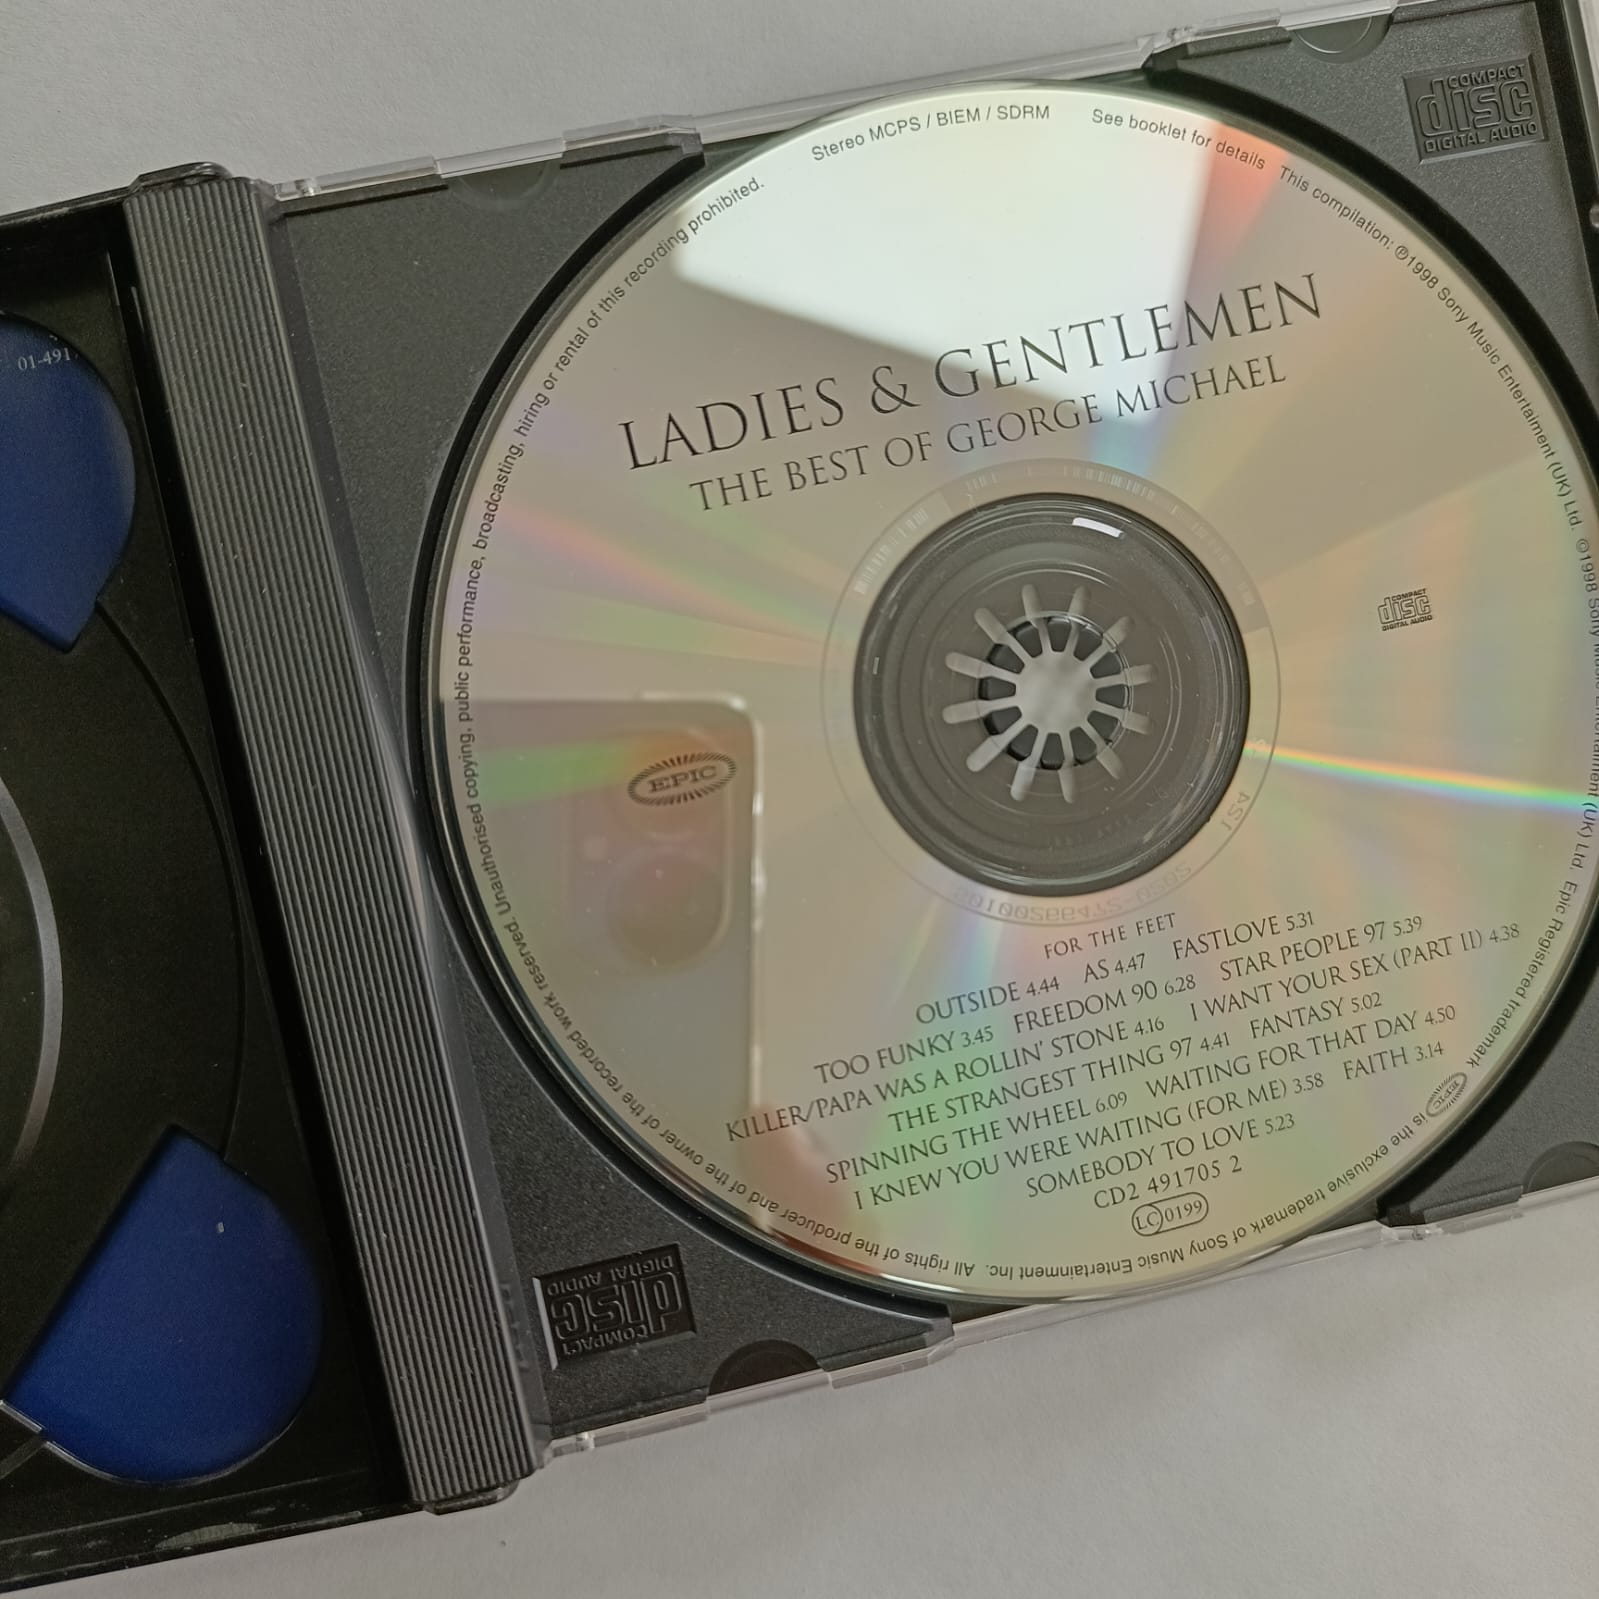 01-491
COMPACT
disc
DIGITAL AUDIO
Stereo MCPS / BIEM / SDRM
See booklet for details
This compilation: ℗1998 Sony Music Entertainment (UK) Ltd. ©1998 Sony Music Entertainment (UK) Ltd. Epic Registered trademark
EPIC
is the exclusive trademark of Sony Music Entertainment Inc. All rights of the producer and of the owner of the recorded work reserved. Unauthorised copying, public performance, broadcasting, hiring or rental of this recording prohibited.
LADIES & GENTLEMEN
THE BEST OF GEORGE MICHAEL
COMPACT
disc
DIGITAL AUDIO
EPIC
FOR THE FEET
OUTSIDE 4.44 AS 4.47 FASTLOVE 5.31
TOO FUNKY 3.45 FREEDOM 90 6.28 STAR PEOPLE 97 5.39
KILLER/PAPA WAS A ROLLIN' STONE 4.16 I WANT YOUR SEX (PART II) 4.38
THE STRANGEST THING 97 4.41 FANTASY 5.02
SPINNING THE WHEEL 6.09 WAITING FOR THAT DAY 4.50
I KNEW YOU WERE WAITING (FOR ME) 3.58 FAITH 3.14
SOMEBODY TO LOVE 5.23
CD2 491705 2
LC 0199
COMPACT
disc
DIGITAL AUDIO